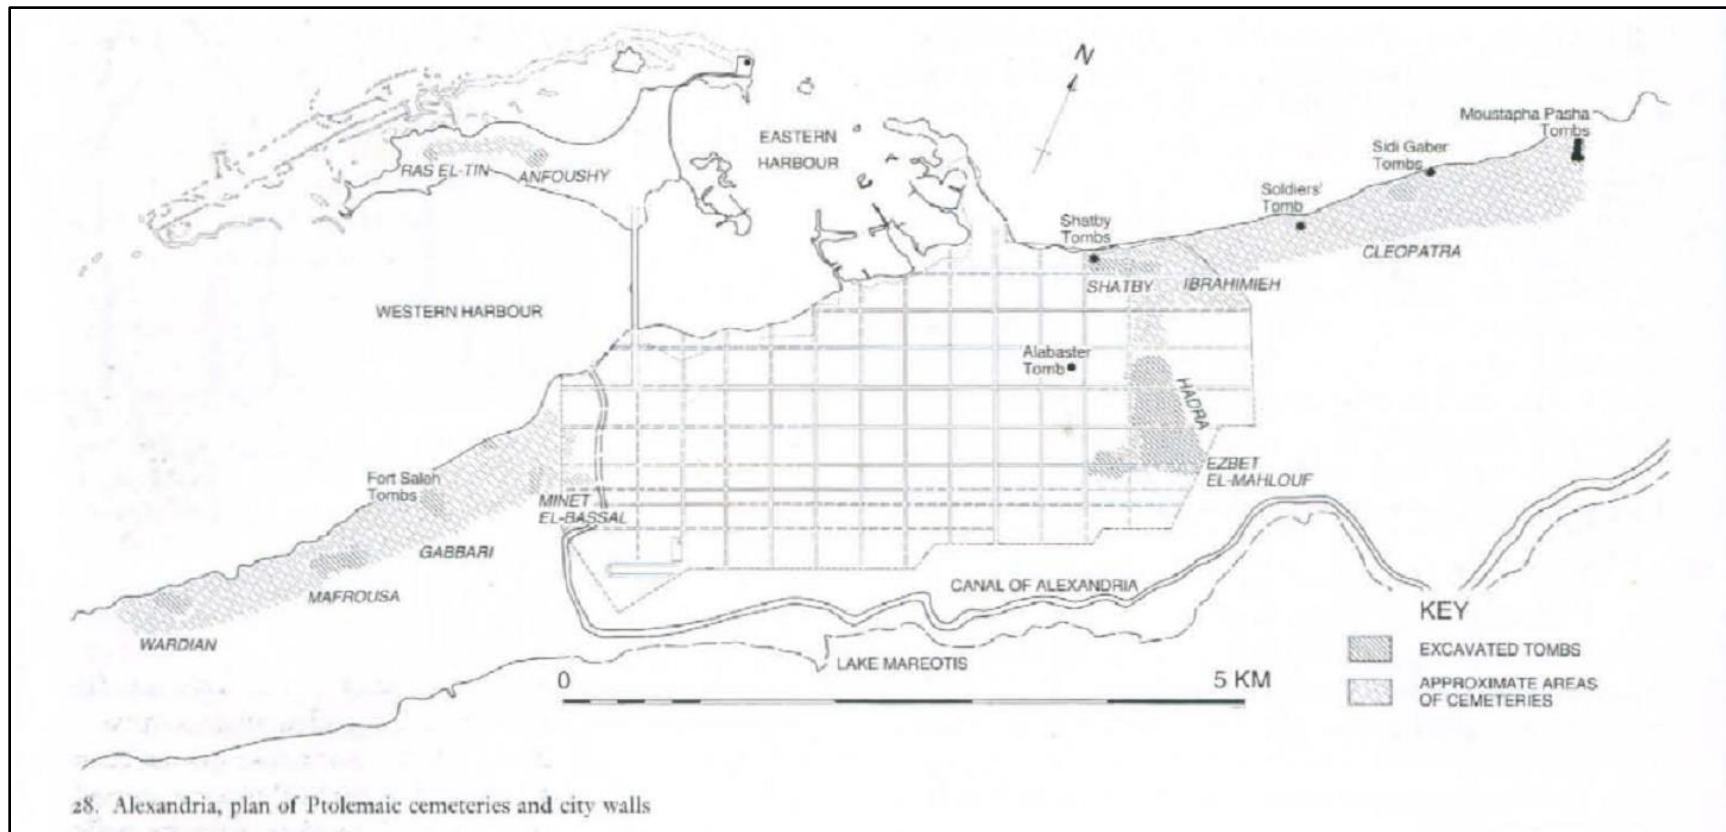 N
Moustapha Pasha
Tombs
EASTERN
HARBOUR
Sidi Gaber
Tombs
RAS EL-TIN
ANFOUSHY
Soldiers'
Tomb
Shatby
Tombs
CLEOPATRA
SHATBY
IBRAHIMIEH
WESTERN HARBOUR
Alabaster
Tomb
HADRA
Fort Saleh
Tombs
EZBET
EL-MAHLOUF
MINET
EL-BASSAL
GABBARI
CANAL OF ALEXANDRIA
MAFROUSA
KEY
WARDIAN
EXCAVATED TOMBS
LAKE MAREOTIS
0
5 KM
APPROXIMATE AREAS
OF CEMETERIES
28. Alexandria, plan of Ptolemaic cemeteries and city walls